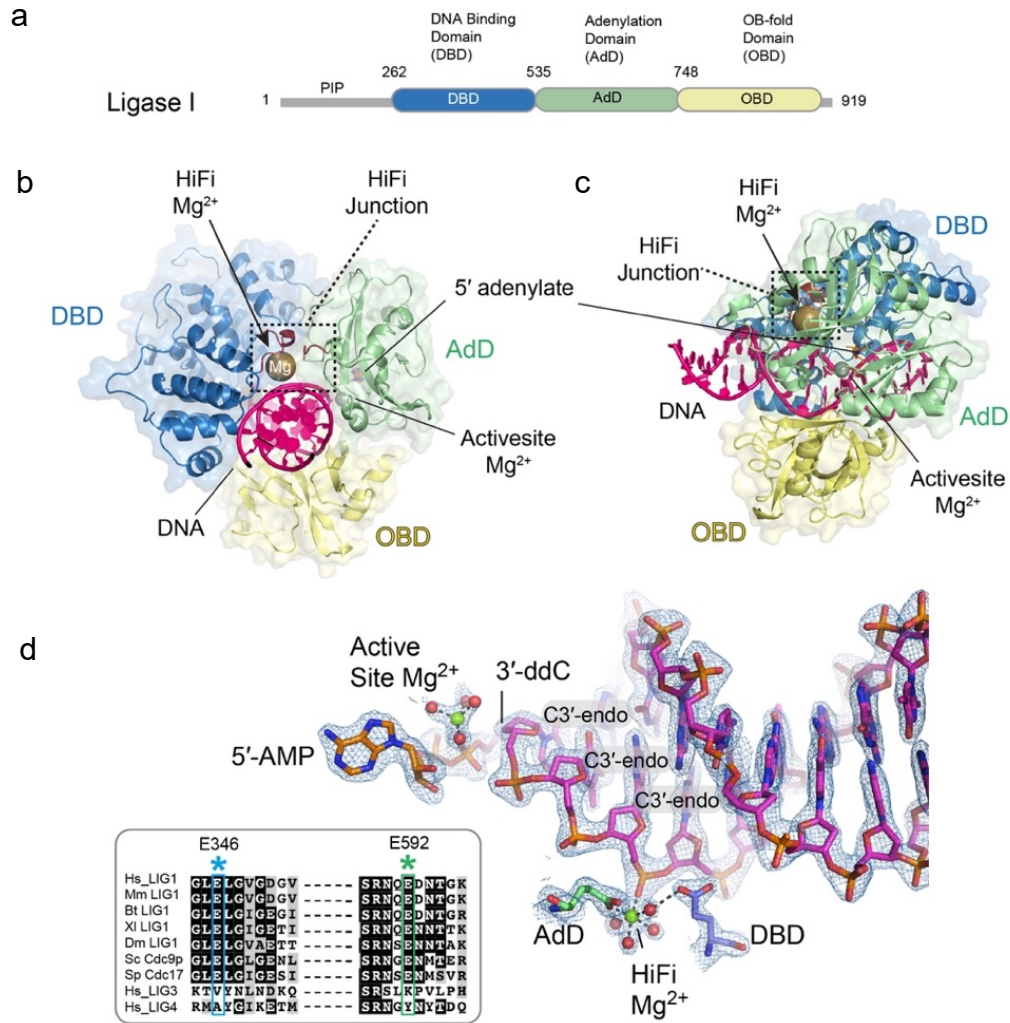 a
DNA Binding
Domain
(DBD)
Adenylation
Domain
(AdD)
OB-fold
Domain
(OBD)
262
535
748
Ligase I
1
PIP
DBD
AdD
OBD
919
b
HiFi
Mg2+
HiFi
Junction
DBD
5′ adenylate
AdD
Mg
Activesite
Mg2+
DNA
OBD
c
HiFi
Mg2+
HiFi
Junction
DBD
DNA
AdD
Activesite
Mg2+
OBD
d
Active
Site Mg2+
3′-ddC
C3′-endo
5′-AMP
C3′-endo
C3′-endo
AdD
DBD
HiFi
Mg2+
E346
E592
* *
Hs_LIG1 GLELGVGDGV ------ SRNQEDNTGK
Mm LIG1 GLELGVGDGV ------ SRNQEDNTGK
Bt LIG1 GLELGIGEGI ------ SRNQEDNTGR
Xl LIG1 GLELGIGETI ------ SRNQENNTGK
Dm LIG1 GLELGVAETT ------ SRNSENNTAK
Sc Cdc9p GLELGLGENL ------ SRNGENMTER
Sp Cdc17 GLELGIGESI ------ SRNSENMSVR
Hs_LIG3 KTVYNLNDKQ ------ SRSLKPVLPH
Hs_LIG4 RMAYGIKETM ------ SRNGYNYTDQ